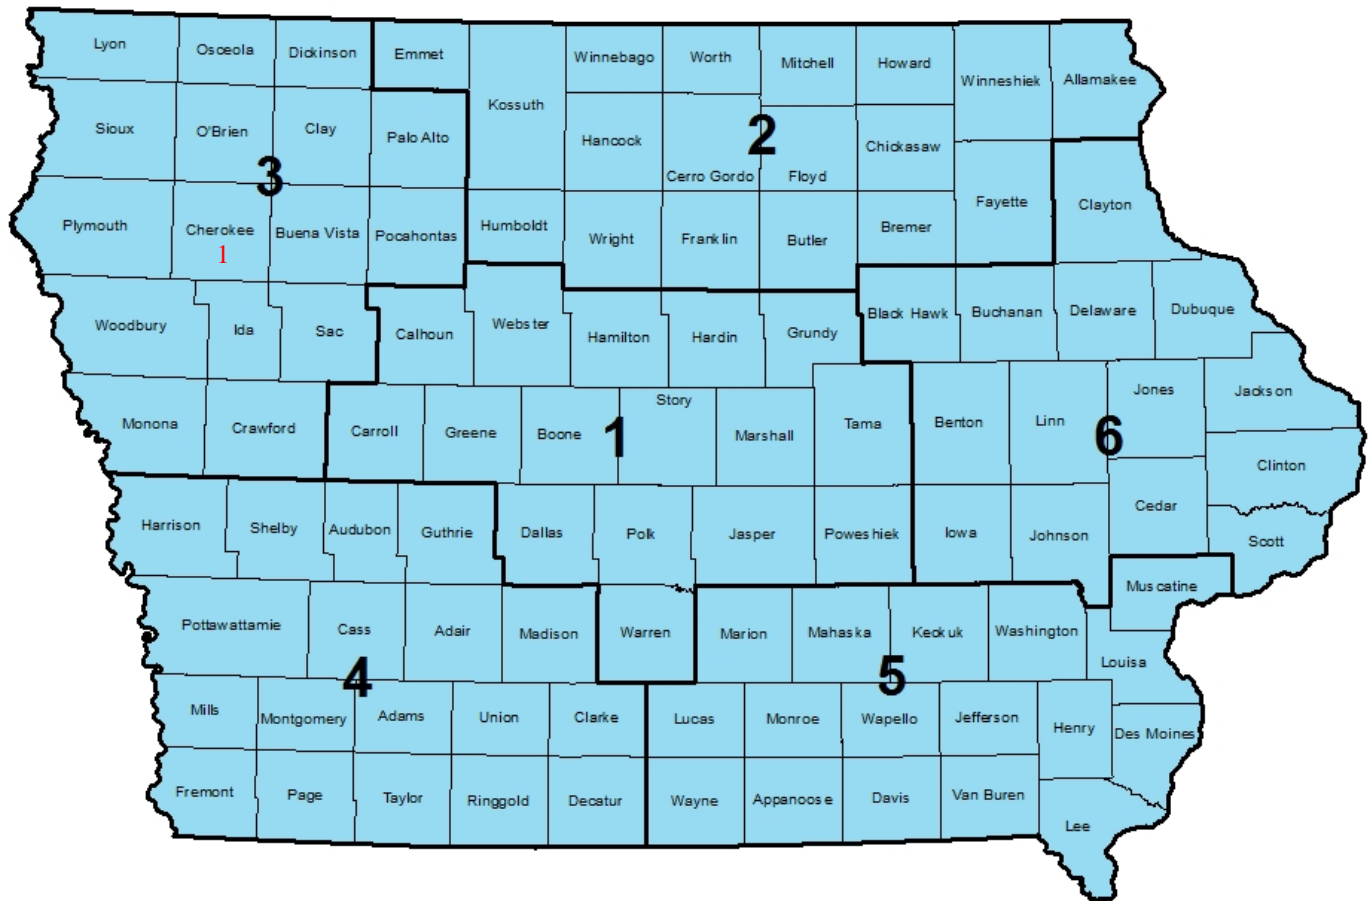 Lyon Osceola Dickinson Emmet Winnebago Worth Mitchell Howard Winneshiek Allamakee
Kossuth
Sioux O'Brien Clay Palo Alto Hancock 2 Chickasaw
3 Cerro Gordo Floyd
Fayette Clayton
Plymouth Cherokee Buena Vista Pocahontas Humboldt Wright Franklin Butler Bremer
1
Woodbury Ida Sac Calhoun Webster Hamilton Hardin Grundy Black Hawk Buchanan Delaware Dubuque
Monona Crawford Carroll Greene Boone 1 Story Marshall Tama Benton Linn 6 Jones Jackson
Clinton
Harrison Shelby Audubon Guthrie Dallas Polk Jasper Poweshiek Iowa Johnson Cedar Scott
Muscatine
Pottawattamie Cass Adair Madison Warren Marion Mahaska Keokuk Washington
4 5 Louisa
Mills Montgomery Adams Union Clarke Lucas Monroe Wapello Jefferson Henry Des Moines
Fremont Page Taylor Ringgold Decatur Wayne Appanoose Davis Van Buren
Lee